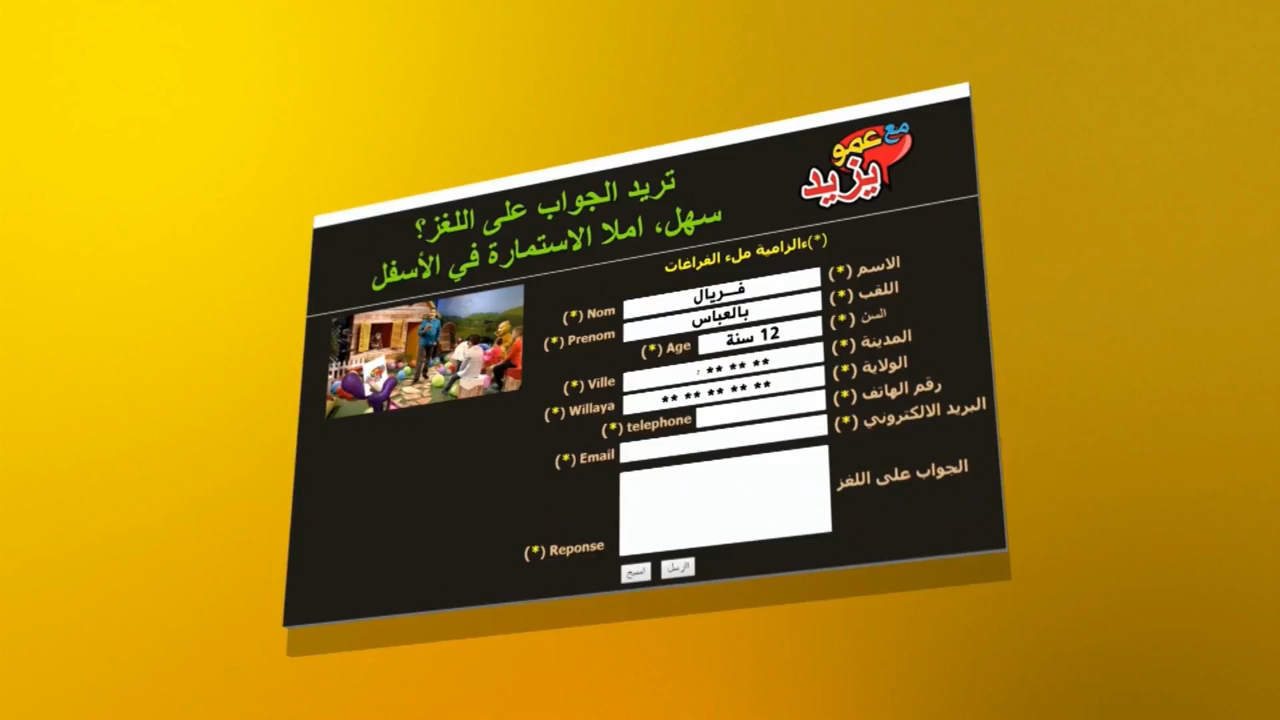 مع عمو
يزيد
تريد الجواب على اللغز؟
سهل، املا الاستمارة في الأسفل
(*)ءالزامية ملء الفراغات
الاسم (*) فـريال Nom (*)
اللقب (*) بالعباس Prenom (*)
السن (*) 12 سنة Age (*)
المدينة (*) ** ** ** : Ville (*)
الولاية (*) ** ** ** ** ** Willaya (*)
رقم الهاتف (*) telephone (*)
البريد الالكتروني (*) Email (*)
الجواب على اللغز
Reponse (*)
الرسل امسح